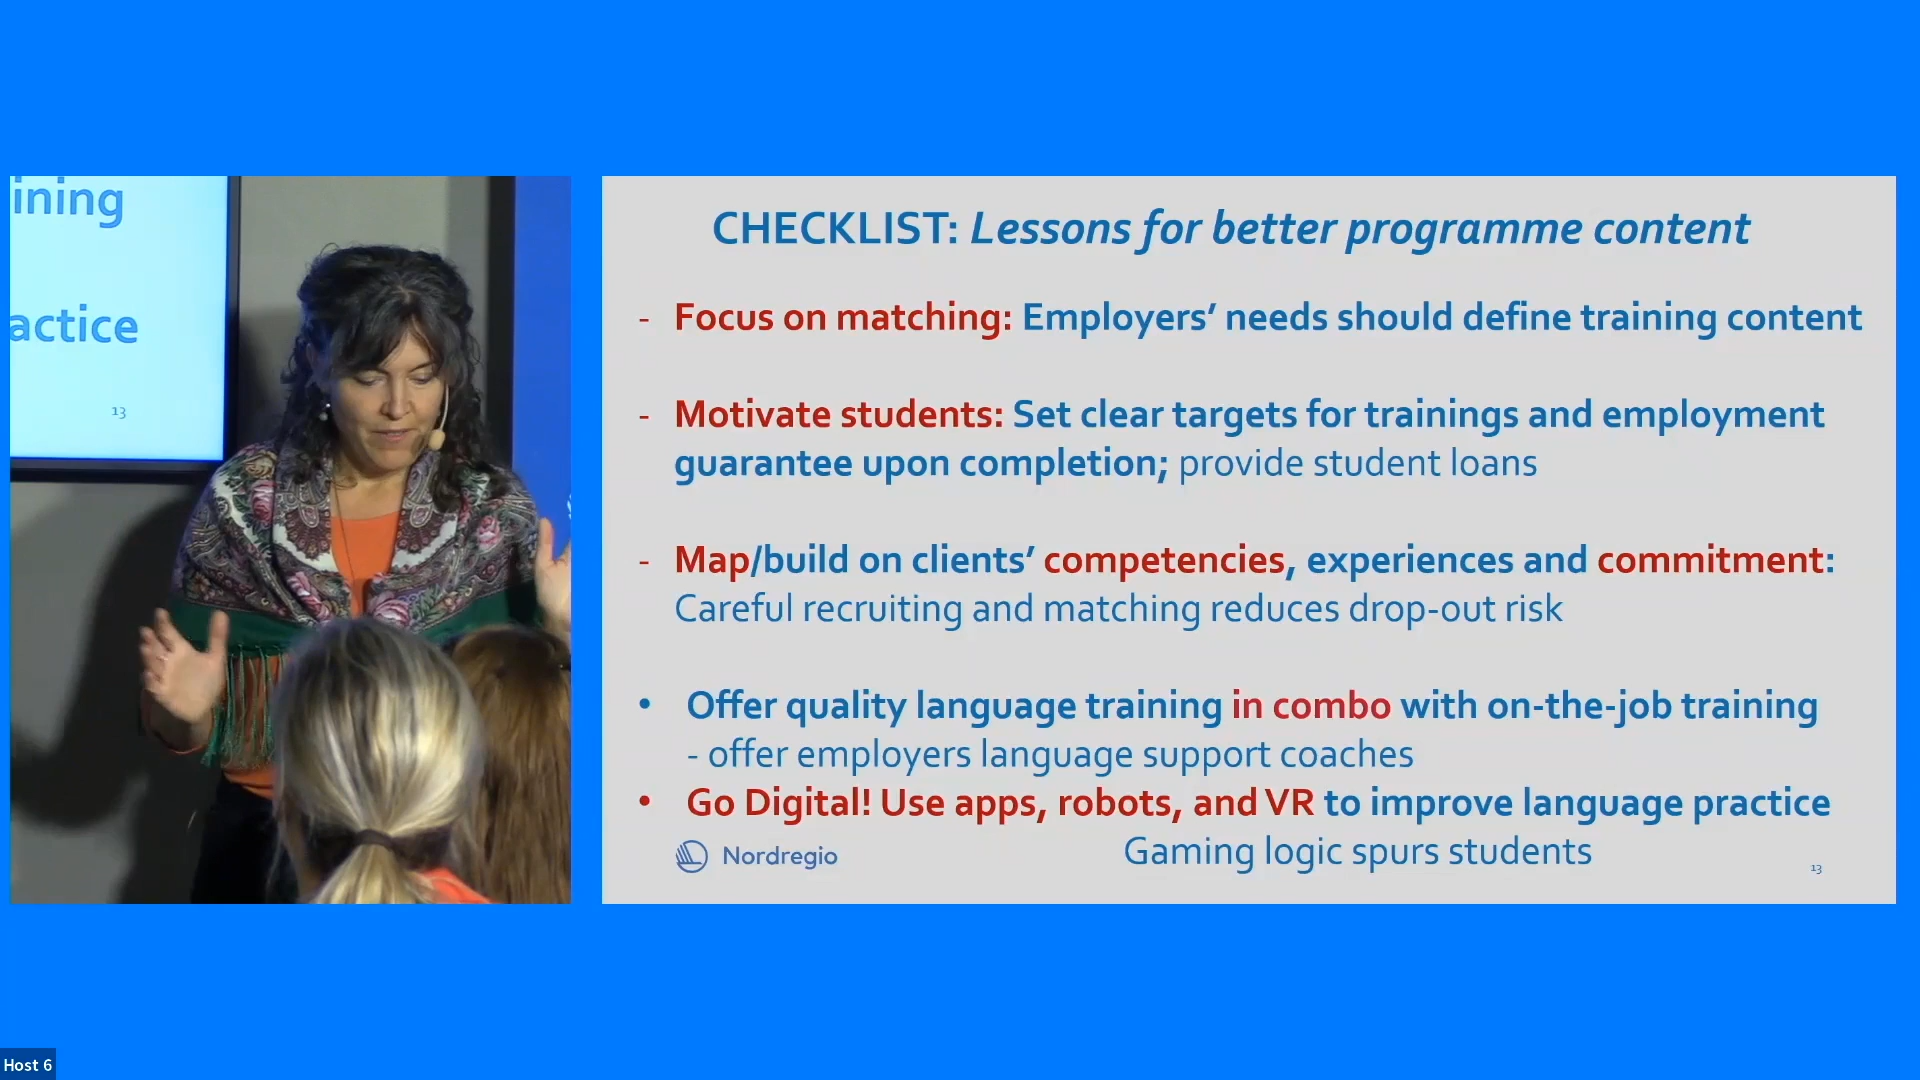 ining
actice
13
CHECKLIST: Lessons for better programme content
- Focus on matching: Employers’ needs should define training content
- Motivate students: Set clear targets for trainings and employment
guarantee upon completion; provide student loans
- Map/build on clients’ competencies, experiences and commitment:
Careful recruiting and matching reduces drop-out risk
• Offer quality language training in combo with on-the-job training
- offer employers language support coaches
• Go Digital! Use apps, robots, and VR to improve language practice
Gaming logic spurs students
Nordregio
13
Host 6